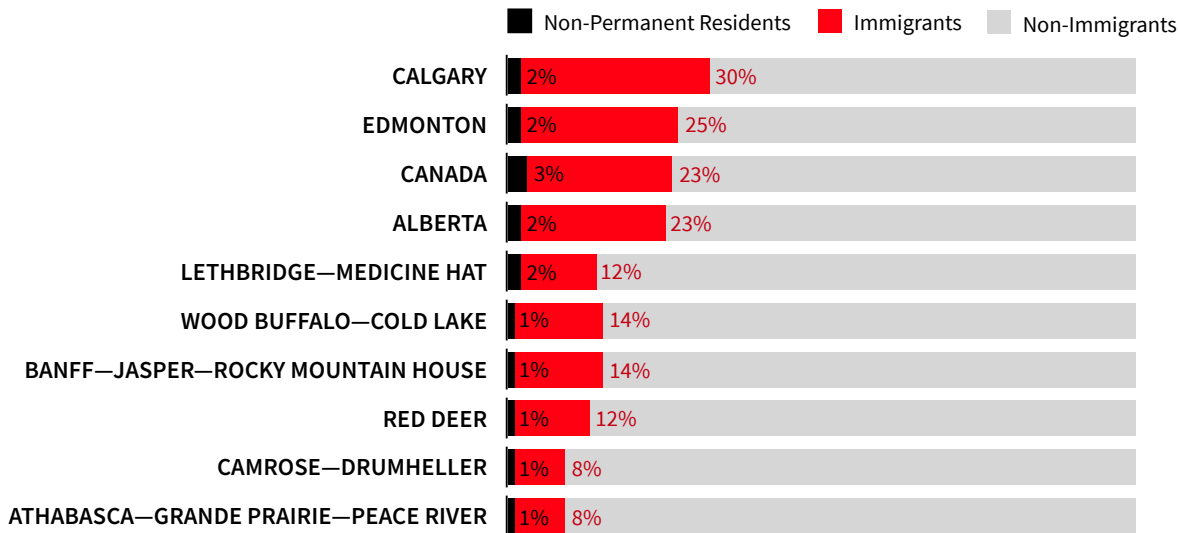 Non-Permanent Residents Immigrants Non-Immigrants
CALGARY 2% 30%
EDMONTON 2% 25%
CANADA 3% 23%
ALBERTA 2% 23%
LETHBRIDGE—MEDICINE HAT 2% 12%
WOOD BUFFALO—COLD LAKE 1% 14%
BANFF—JASPER—ROCKY MOUNTAIN HOUSE 1% 14%
RED DEER 1% 12%
CAMROSE—DRUMHELLER 1% 8%
ATHABASCA—GRANDE PRAIRIE—PEACE RIVER 1% 8%